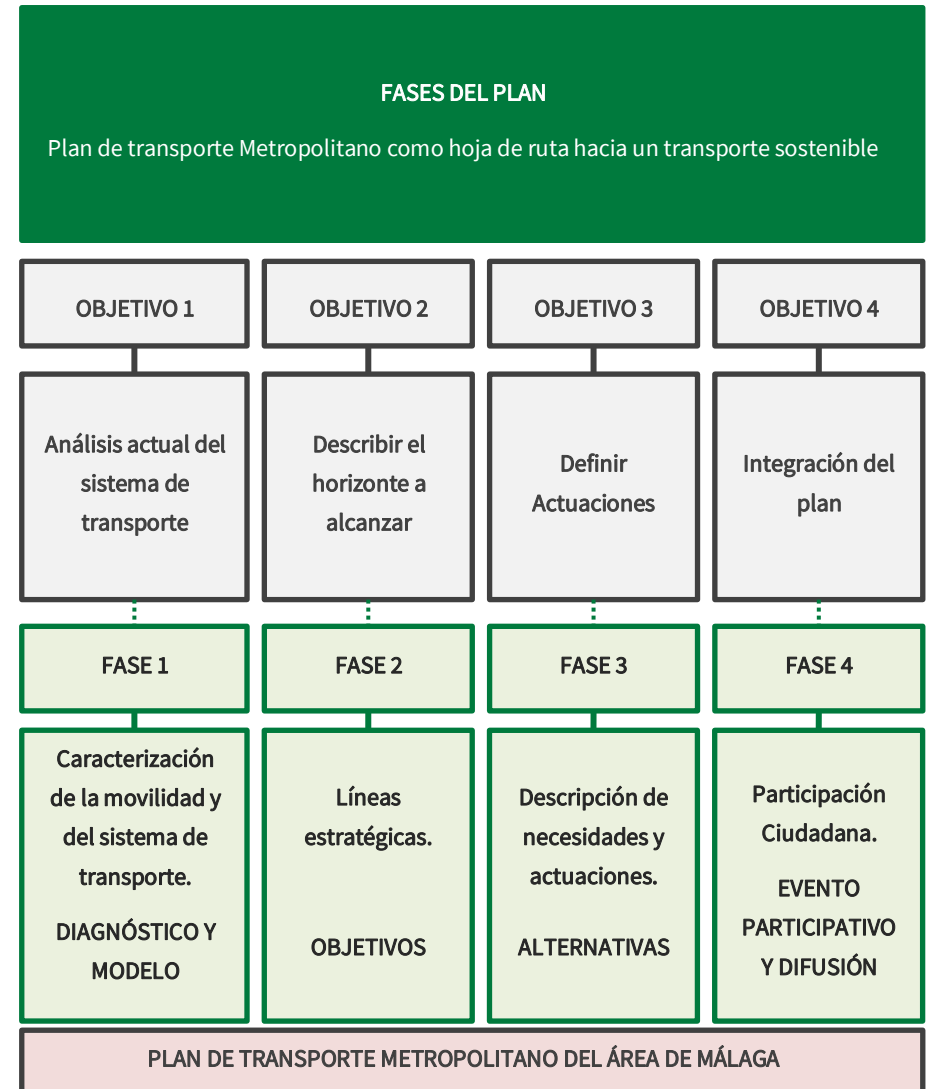 FASES DEL PLAN
Plan de transporte Metropolitano como hoja de ruta hacia un transporte sostenible
OBJETIVO 1
OBJETIVO 2
OBJETIVO 3
OBJETIVO 4
Análisis actual del
sistema de
transporte
Describir el
horizonte a
alcanzar
Definir
Actuaciones
Integración del
plan
FASE 1
FASE 2
FASE 3
FASE 4
Caracterización
de la movilidad y
del sistema de
transporte.
DIAGNÓSTICO Y
MODELO
Líneas
estratégicas.
OBJETIVOS
Descripción de
necesidades y
actuaciones.
ALTERNATIVAS
Participación
Ciudadana.
EVENTO
PARTICIPATIVO
Y DIFUSIÓN
PLAN DE TRANSPORTE METROPOLITANO DEL ÁREA DE MÁLAGA